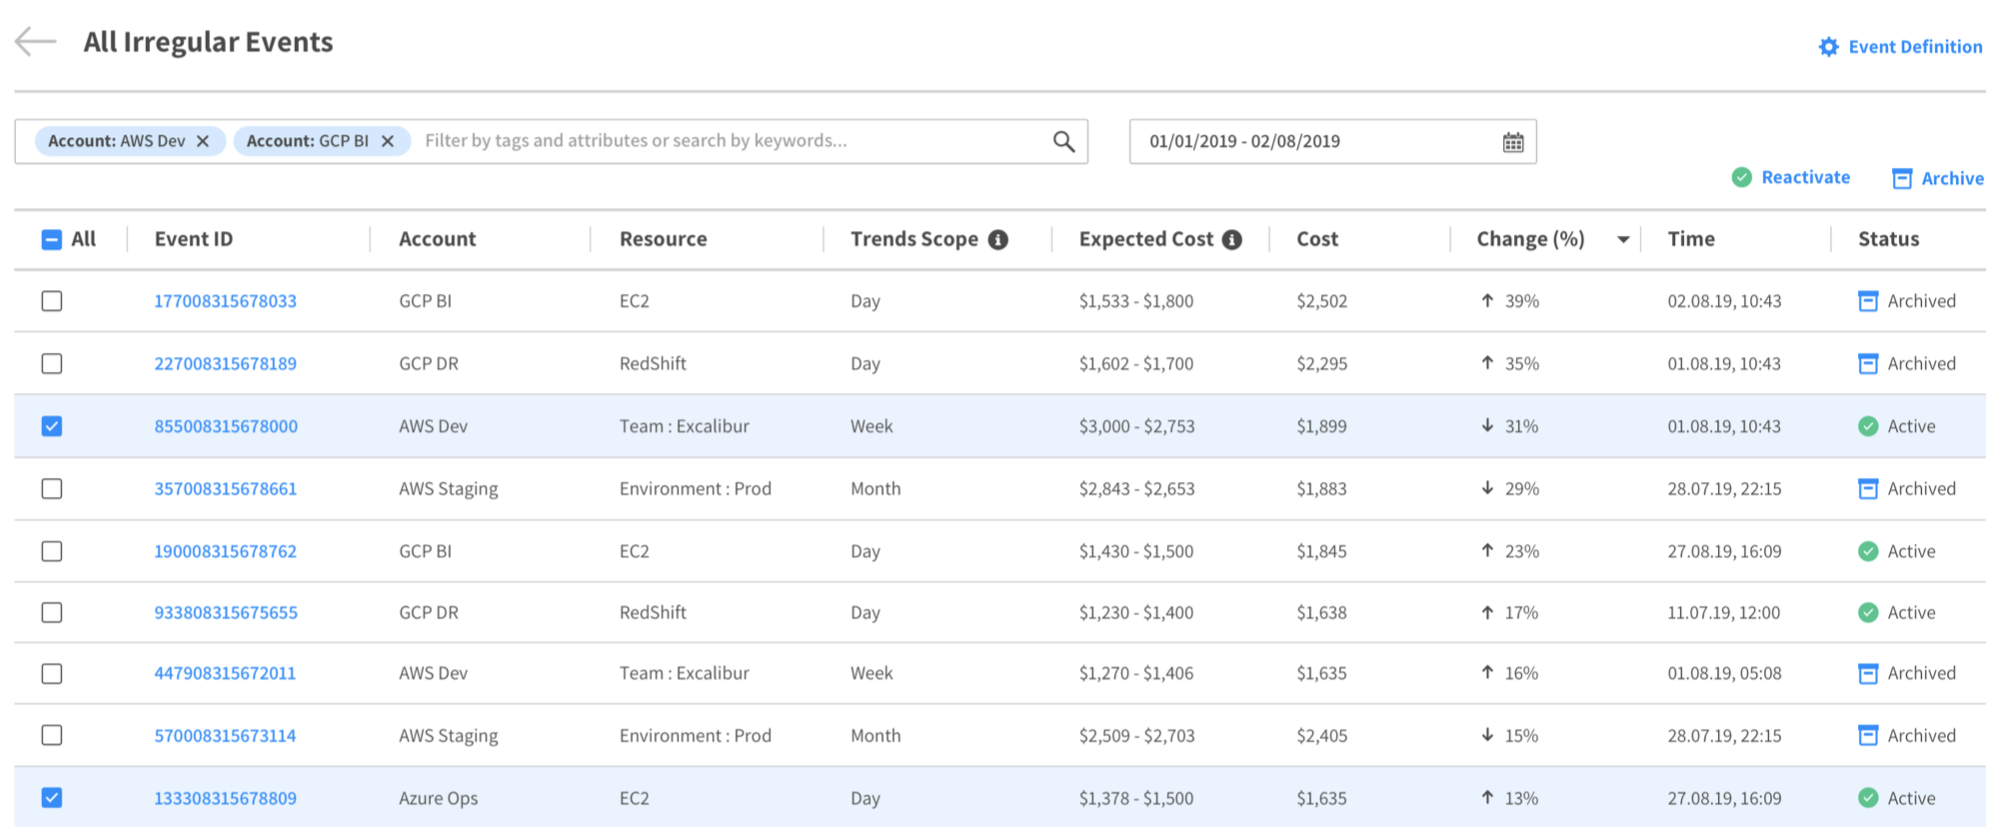 All Irregular Events
Event Definition
Account: AWS Dev Account: GCP BI Filter by tags and attributes or search by keywords... 01/01/2019 - 02/08/2019
Reactivate Archive
All Event ID Account Resource Trends Scope Expected Cost Cost Change (%) Time Status
177008315678033 GCP BI EC2 Day $1,533 - $1,800 $2,502 39% 02.08.19, 10:43 Archived
227008315678189 GCP DR RedShift Day $1,602 - $1,700 $2,295 35% 01.08.19, 10:43 Archived
855008315678000 AWS Dev Team : Excalibur Week $3,000 - $2,753 $1,899 31% 01.08.19, 10:43 Active
357008315678661 AWS Staging Environment : Prod Month $2,843 - $2,653 $1,883 29% 28.07.19, 22:15 Archived
190008315678762 GCP BI EC2 Day $1,430 - $1,500 $1,845 23% 27.08.19, 16:09 Active
933808315675655 GCP DR RedShift Day $1,230 - $1,400 $1,638 17% 11.07.19, 12:00 Active
447908315672011 AWS Dev Team : Excalibur Week $1,270 - $1,406 $1,635 16% 01.08.19, 05:08 Archived
570008315673114 AWS Staging Environment : Prod Month $2,509 - $2,703 $2,405 15% 28.07.19, 22:15 Archived
133308315678809 Azure Ops EC2 Day $1,378 - $1,500 $1,635 13% 27.08.19, 16:09 Active